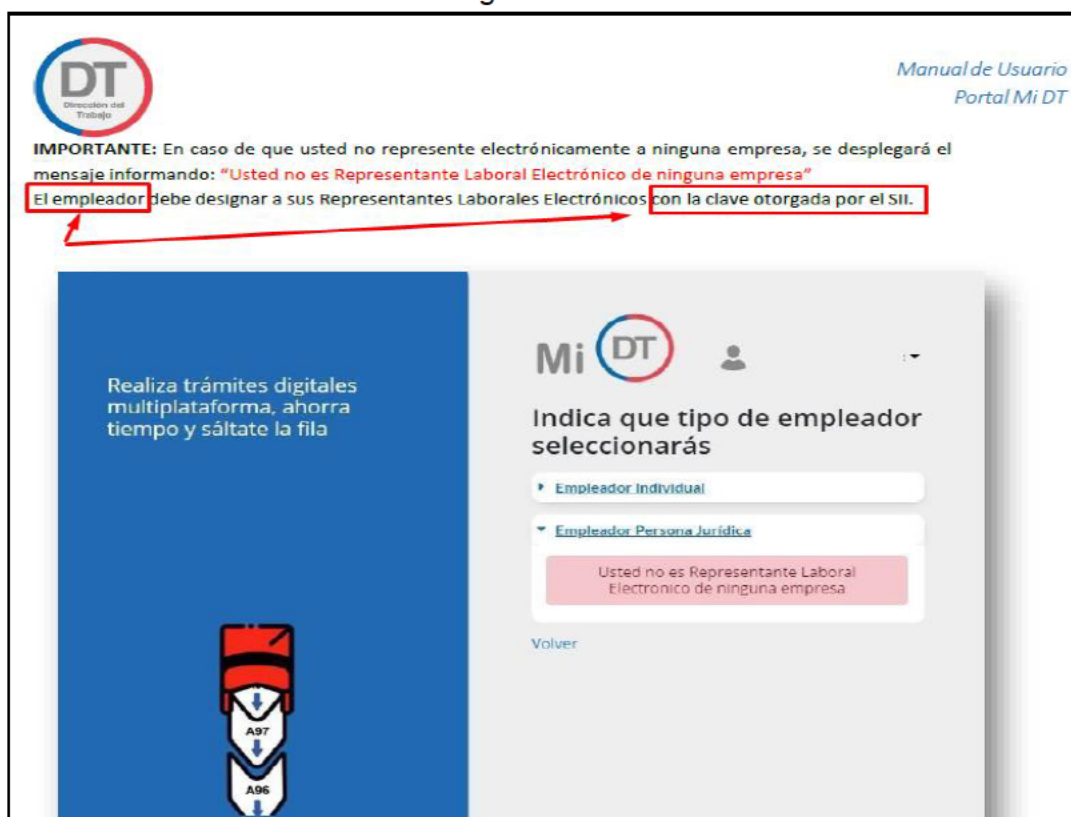 DT
Dirección del
Trabajo
Manual de Usuario
Portal Mi DT
IMPORTANTE: En caso de que usted no represente electrónicamente a ninguna empresa, se desplegará el
mensaje informando: "Usted no es Representante Laboral Electrónico de ninguna empresa"
El empleador debe designar a sus Representantes Laborales Electrónicos con la clave otorgada por el SII.
Realiza trámites digitales
multiplataforma, ahorra
tiempo y sáltate la fila
A97
A96
Mi DT
Indica que tipo de empleador
seleccionarás
Empleador Individual
Empleador Persona Jurídica
Usted no es Representante Laboral
Electronico de ninguna empresa
Volver